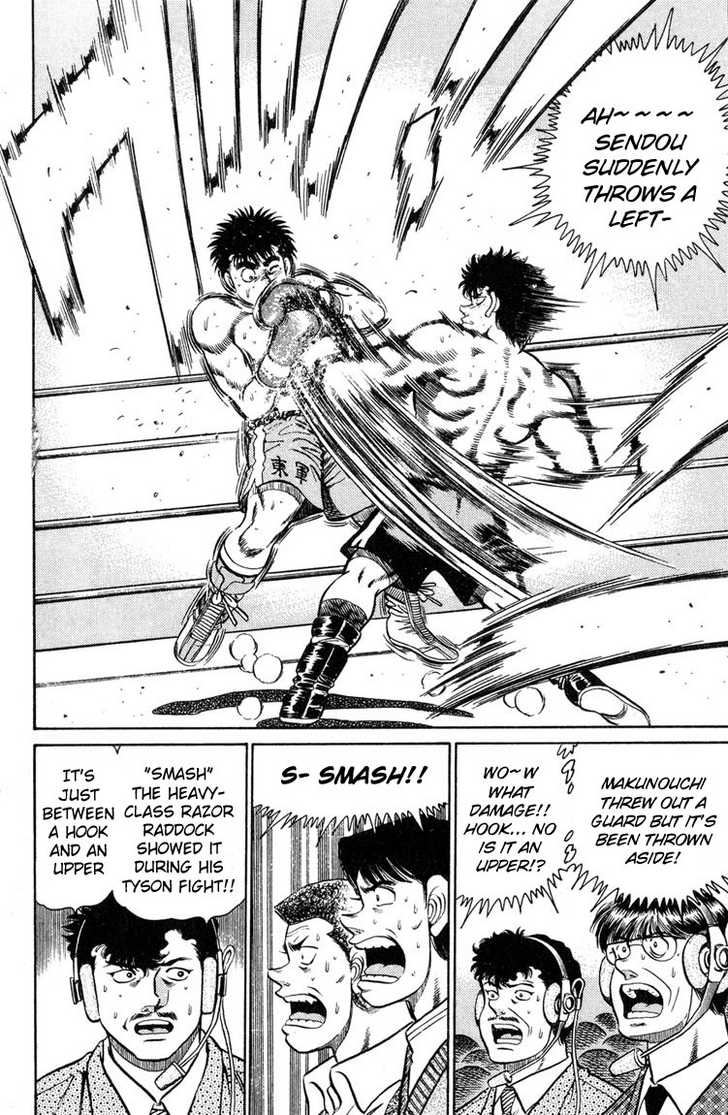 AH~~~~
SENDOU
SUDDENLY
THROWS A
LEFT-
東軍
MAKUNOUCHI
THREW OUT A
GUARD BUT IT'S
BEEN THROWN
ASIDE!
WO~W
WHAT
DAMAGE!!
HOOK... NO
IS IT AN
UPPER!?
S- SMASH!!
"SMASH"
THE HEAVY-
CLASS RAZOR
RADDOCK
SHOWED IT
DURING HIS
TYSON FIGHT!!
IT'S
JUST
BETWEEN
A HOOK
AND AN
UPPER